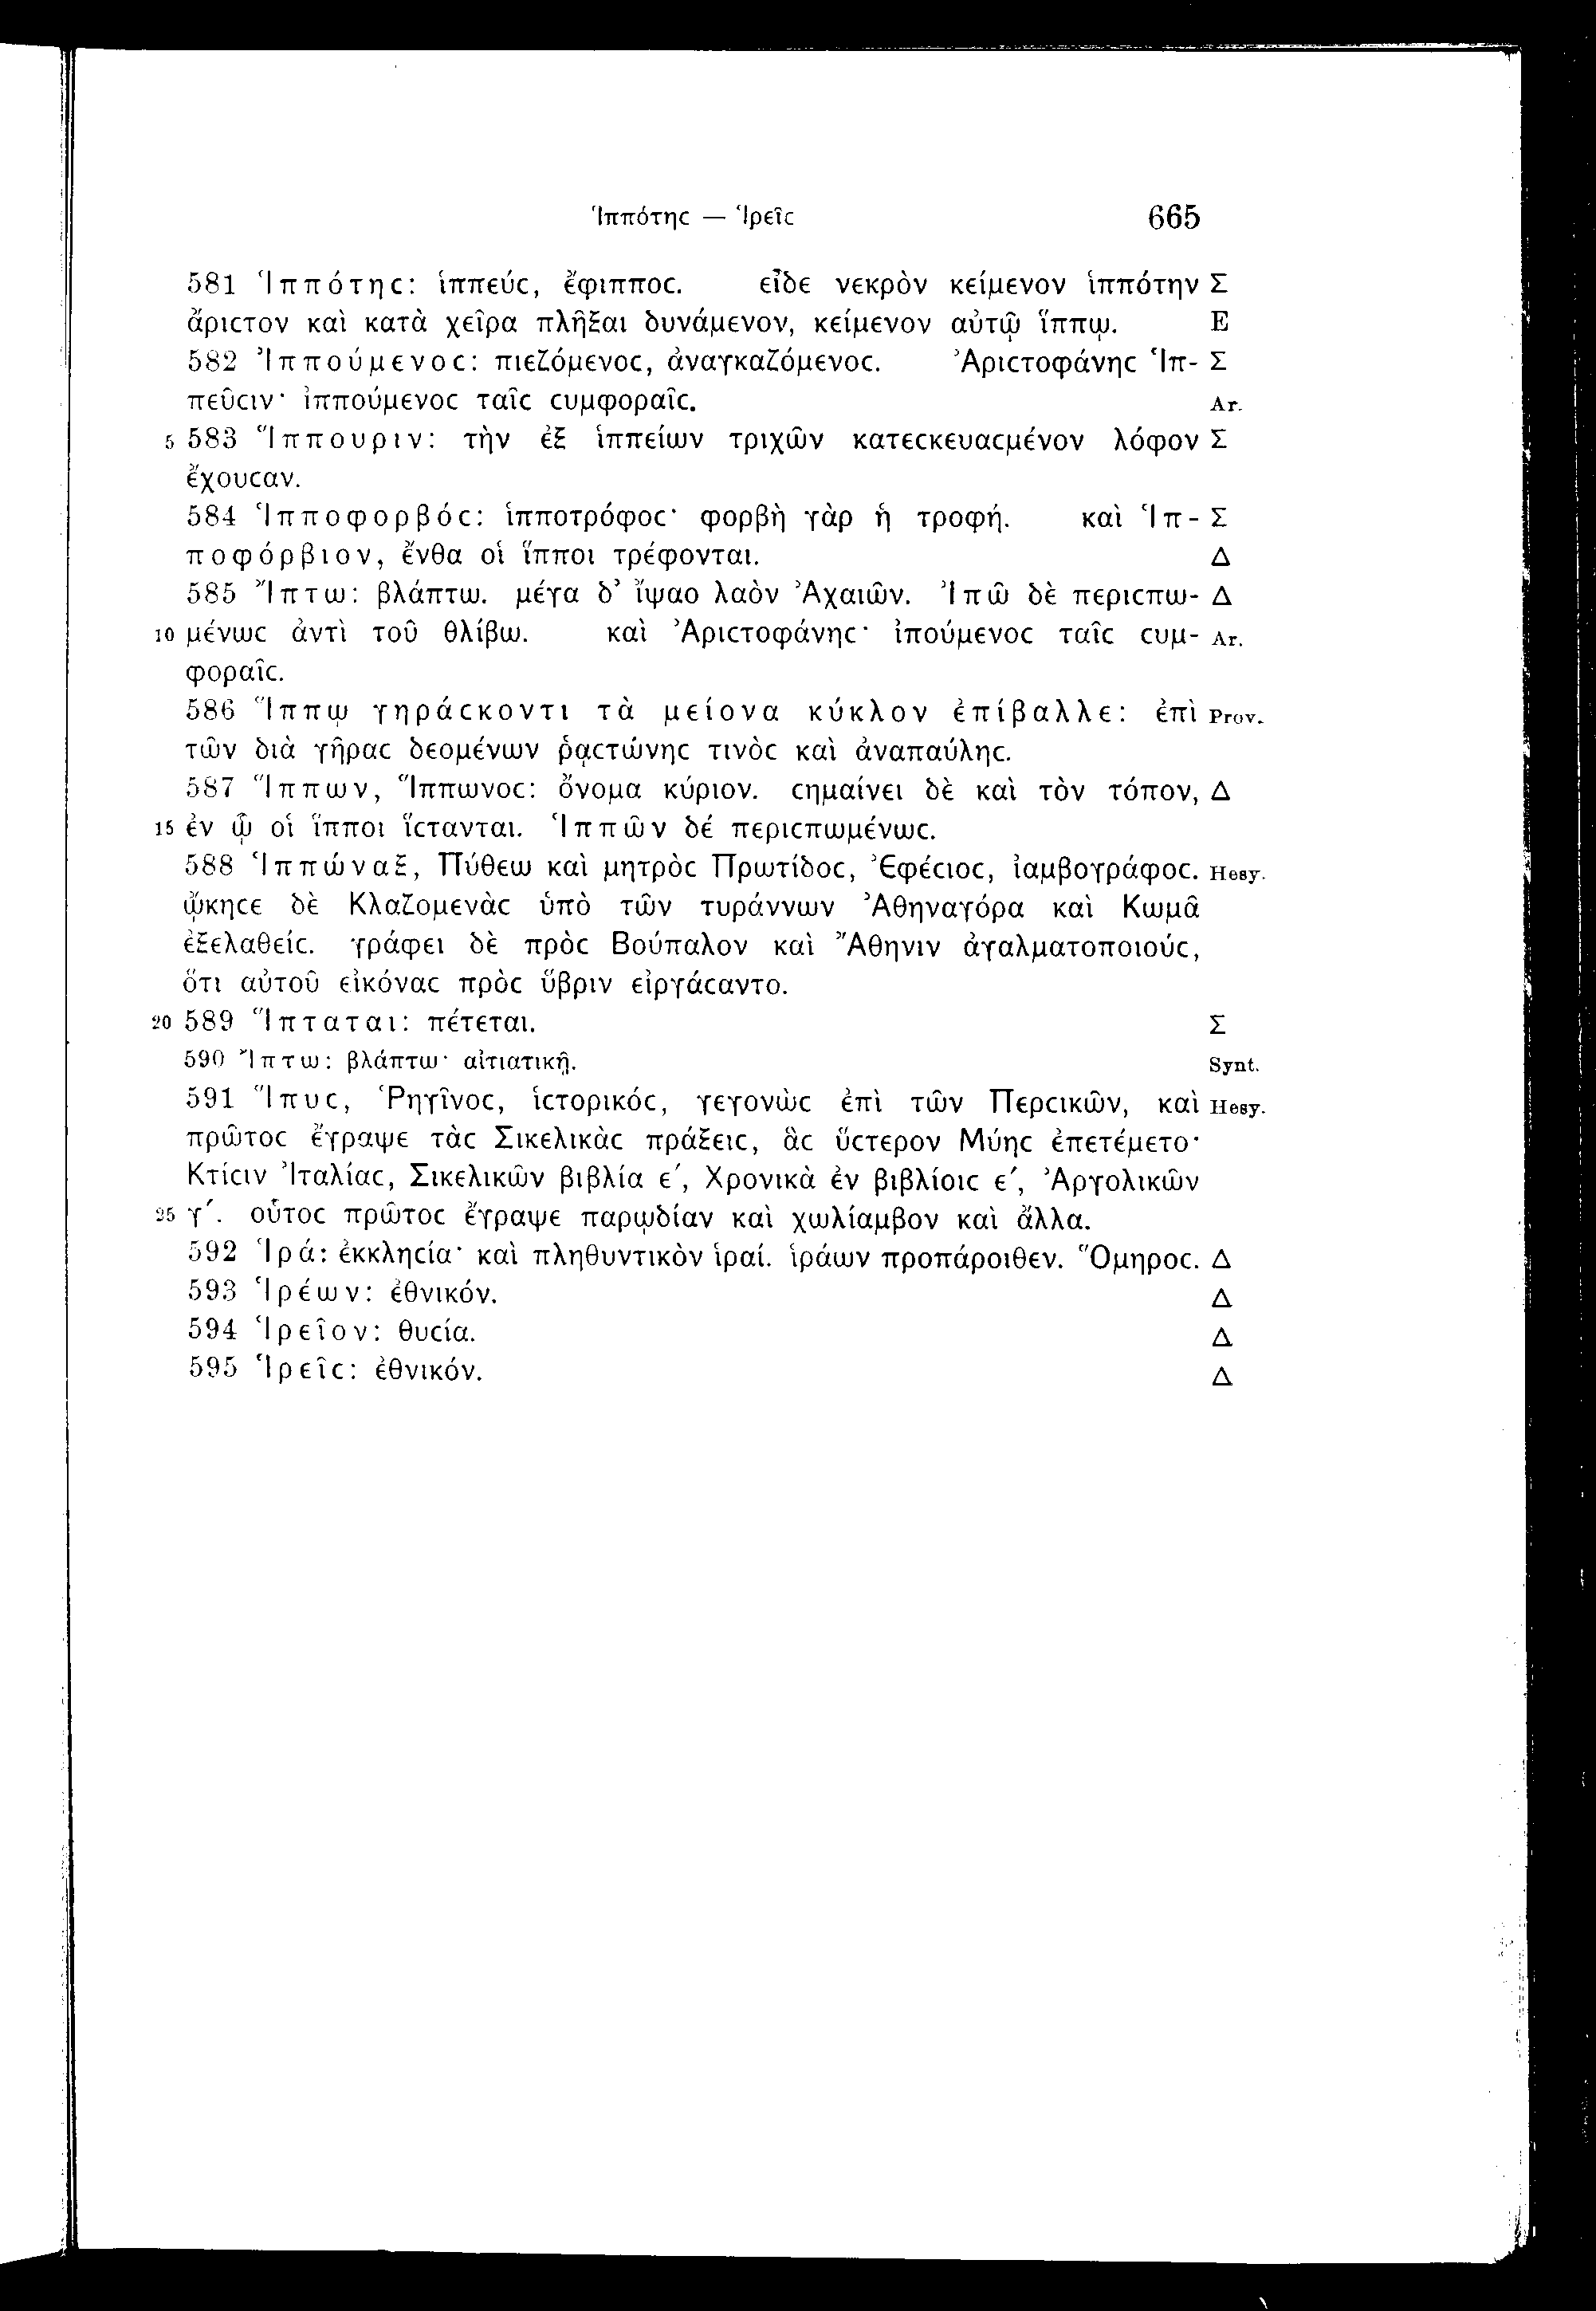 Ἱππότηϲ — Ἱρεῖϲ 665
581 Ἱππότηϲ: ἱππεύϲ, ἔφιπποϲ. εἶδε νεκρὸν κείμενον ἱππότην Σ
ἄριϲτον καὶ κατὰ χεῖρα πλῆξαι δυνάμενον, κείμενον αὐτῷ ἵππῳ. E
582 Ἰππούμενοϲ: πιεζόμενοϲ, ἀναγκαζόμενοϲ. Ἀριϲτοφάνηϲ Ἱπ- Σ
πεῦϲιν· ἰππούμενοϲ ταῖϲ ϲυμφοραῖϲ. Ar.
5 583 Ἵππουριν: τὴν ἐξ ἱππείων τριχῶν κατεϲκευαϲμένον λόφον Σ
ἔχουϲαν.
584 Ἱπποφορβόϲ: ἱπποτρόφοϲ· φορβὴ γὰρ ἡ τροφή. καὶ Ἱπ- Σ
ποφόρβιον, ἔνθα οἱ ἵπποι τρέφονται. Δ
585 Ἴπτω: βλάπτω. μέγα δ’ ἴψαο λαὸν Ἀχαιῶν. Ἰπῶ δὲ περιϲπω- Δ
10 μένωϲ ἀντὶ τοῦ θλίβω. καὶ Ἀριϲτοφάνηϲ· ἰπούμενοϲ ταῖϲ ϲυμ- Ar.
φοραῖϲ.
586 Ἵππῳ γηράϲκοντι τὰ μείονα κύκλον ἐπίβαλλε: ἐπὶ Prov.
τῶν διὰ γῆραϲ δεομένων ῥᾳϲτώνηϲ τινὸϲ καὶ ἀναπαύληϲ.
587 Ἵππων, Ἵππωνοϲ: ὄνομα κύριον. ϲημαίνει δὲ καὶ τὸν τόπον, Δ
15 ἐν ᾧ οἱ ἵπποι ἵϲτανται. Ἱππῶν δέ περιϲπωμένωϲ.
588 Ἱππώναξ, Πύθεω καὶ μητρὸϲ Πρωτίδοϲ, Ἐφέϲιοϲ, ἰαμβογράφοϲ. Hesy.
ᾤκηϲε δὲ Κλαζομενὰϲ ὑπὸ τῶν τυράννων Ἀθηναγόρα καὶ Κωμᾶ
ἐξελαθείϲ. γράφει δὲ πρὸϲ Βούπαλον καὶ Ἄθηνιν ἀγαλματοποιούϲ,
ὅτι αὐτοῦ εἰκόναϲ πρὸϲ ὕβριν εἰργάϲαντο.
20 589 Ἵπταται: πέτεται. Σ
590 Ἴπτω: βλάπτω· αἰτιατικῇ. Synt.
591 Ἵπυϲ, Ῥηγῖνοϲ, ἱϲτορικόϲ, γεγονὼϲ ἐπὶ τῶν Περϲικῶν, καὶ Hesy.
πρῶτοϲ ἔγραψε τὰϲ Σικελικὰϲ πράξειϲ, ἃϲ ὕϲτερον Μύηϲ ἐπετέμετο·
Κτίϲιν Ἰταλίαϲ, Σικελικῶν βιβλία ε´, Χρονικὰ ἐν βιβλίοιϲ ε´, Ἀργολικῶν
25 γ´. οὗτοϲ πρῶτοϲ ἔγραψε παρῳδίαν καὶ χωλίαμβον καὶ ἄλλα.
592 Ἱρά: ἐκκληϲία· καὶ πληθυντικὸν ἱραί. ἱράων προπάροιθεν. Ὅμηροϲ. Δ
593 Ἱρέων: ἐθνικόν. Δ
594 Ἱρεῖον: θυϲία. Δ
595 Ἱρεῖϲ: ἐθνικόν. Δ